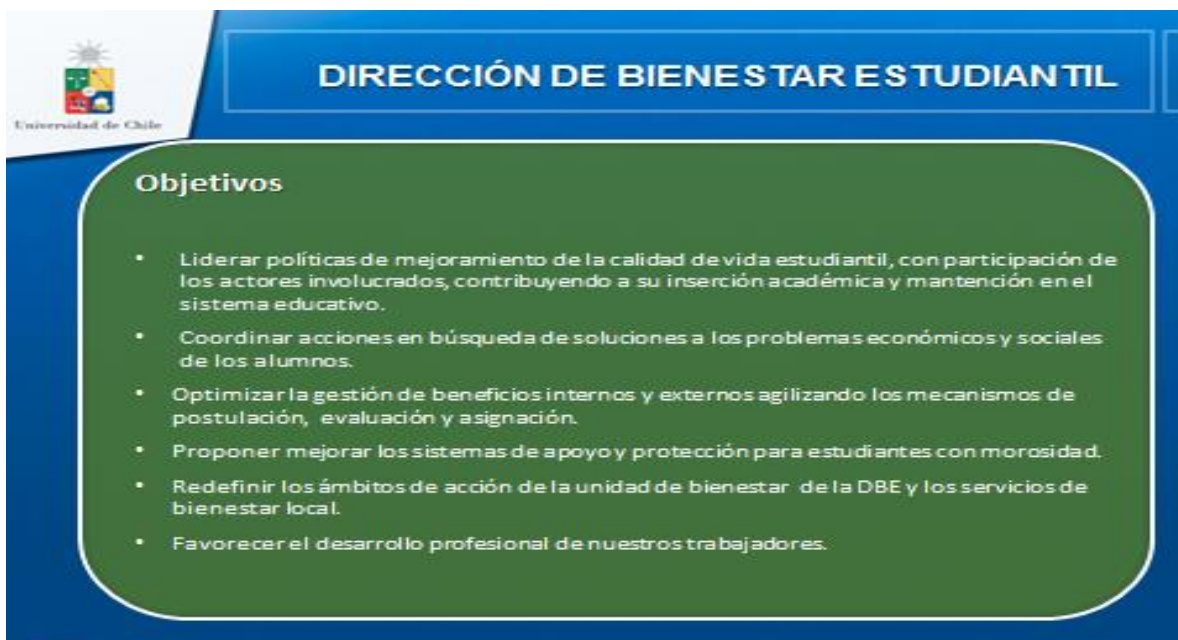 Universidad de Chile
DIRECCIÓN DE BIENESTAR ESTUDIANTIL
Objetivos
• Liderar políticas de mejoramiento de la calidad de vida estudiantil, con participación de
los actores involucrados, contribuyendo a su inserción académica y mantención en el
sistema educativo.
• Coordinar acciones en búsqueda de soluciones a los problemas económicos y sociales
de los alumnos.
• Optimizar la gestión de beneficios internos y externos agilizando los mecanismos de
postulación, evaluación y asignación.
• Proponer mejorar los sistemas de apoyo y protección para estudiantes con morosidad.
• Redefinir los ámbitos de acción de la unidad de bienestar de la DBE y los servicios de
bienestar local.
• Favorecer el desarrollo profesional de nuestros trabajadores.